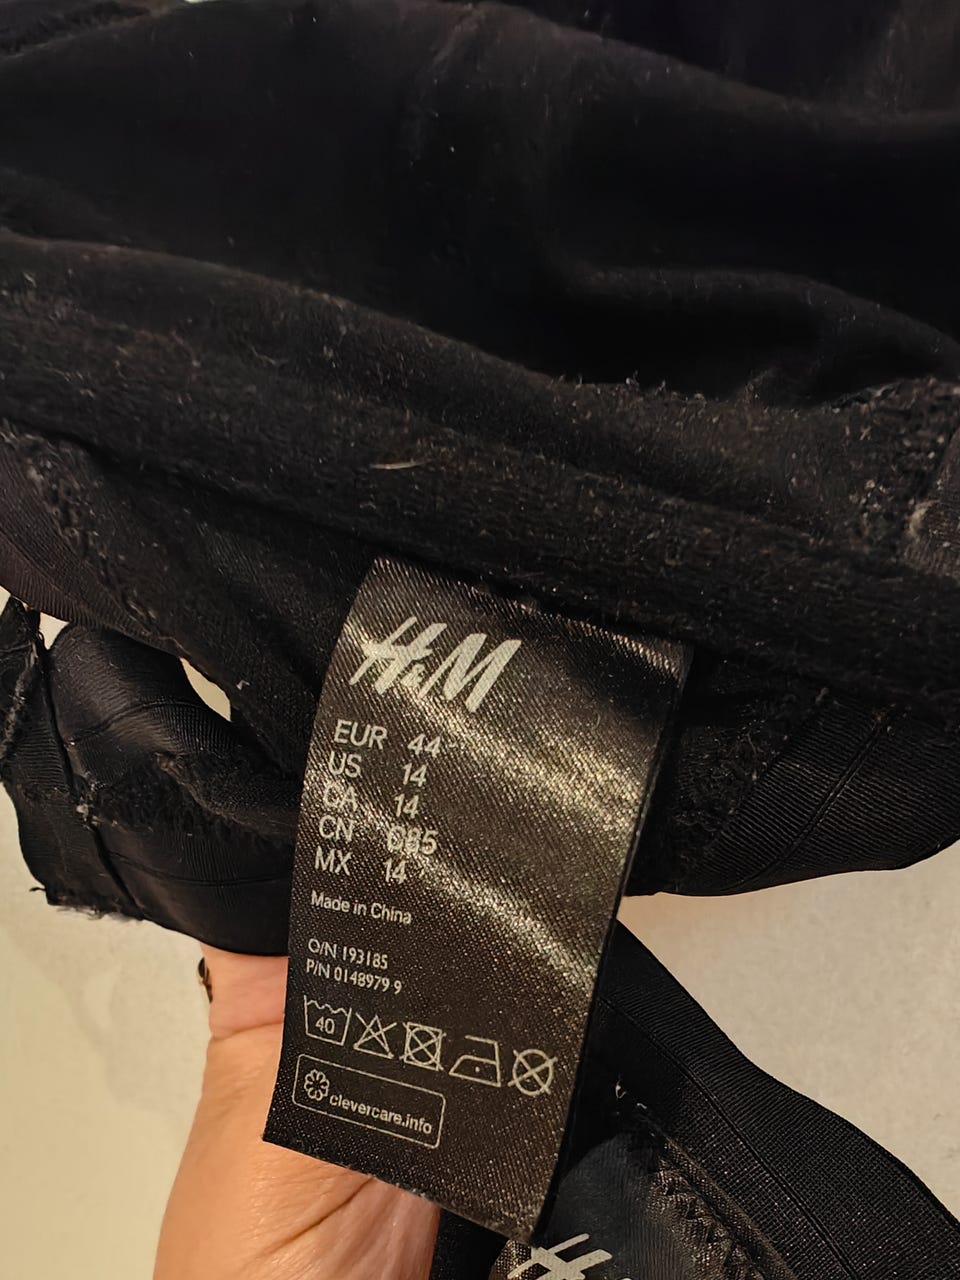 H&M
EUR 44
US 14
CA 14
CN 085
MX 14
Made in China
O/N 193185
P/N 0148979 9
40
clevercare.info
H&